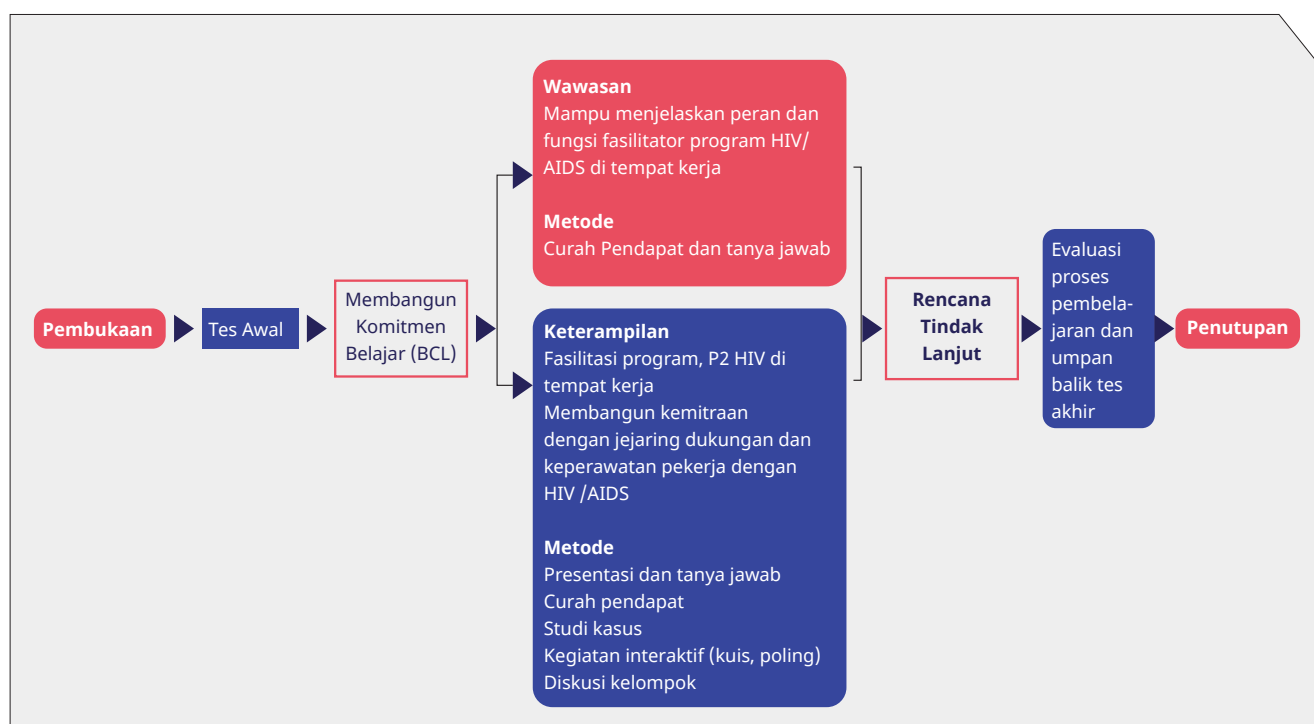 Pembukaan
Tes Awal
Membangun
Komitmen
Belajar (BCL)
Wawasan
Mampu menjelaskan peran dan
fungsi fasilitator program HIV/
AIDS di tempat kerja
Metode
Curah Pendapat dan tanya jawab
Keterampilan
Fasilitasi program, P2 HIV di
tempat kerja
Membangun kemitraan
dengan jejaring dukungan dan
keperawatan pekerja dengan
HIV /AIDS
Metode
Presentasi dan tanya jawab
Curah pendapat
Studi kasus
Kegiatan interaktif (kuis, poling)
Diskusi kelompok
Rencana
Tindak
Lanjut
Evaluasi
proses
pembela-
jaran dan
umpan
balik tes
akhir
Penutupan